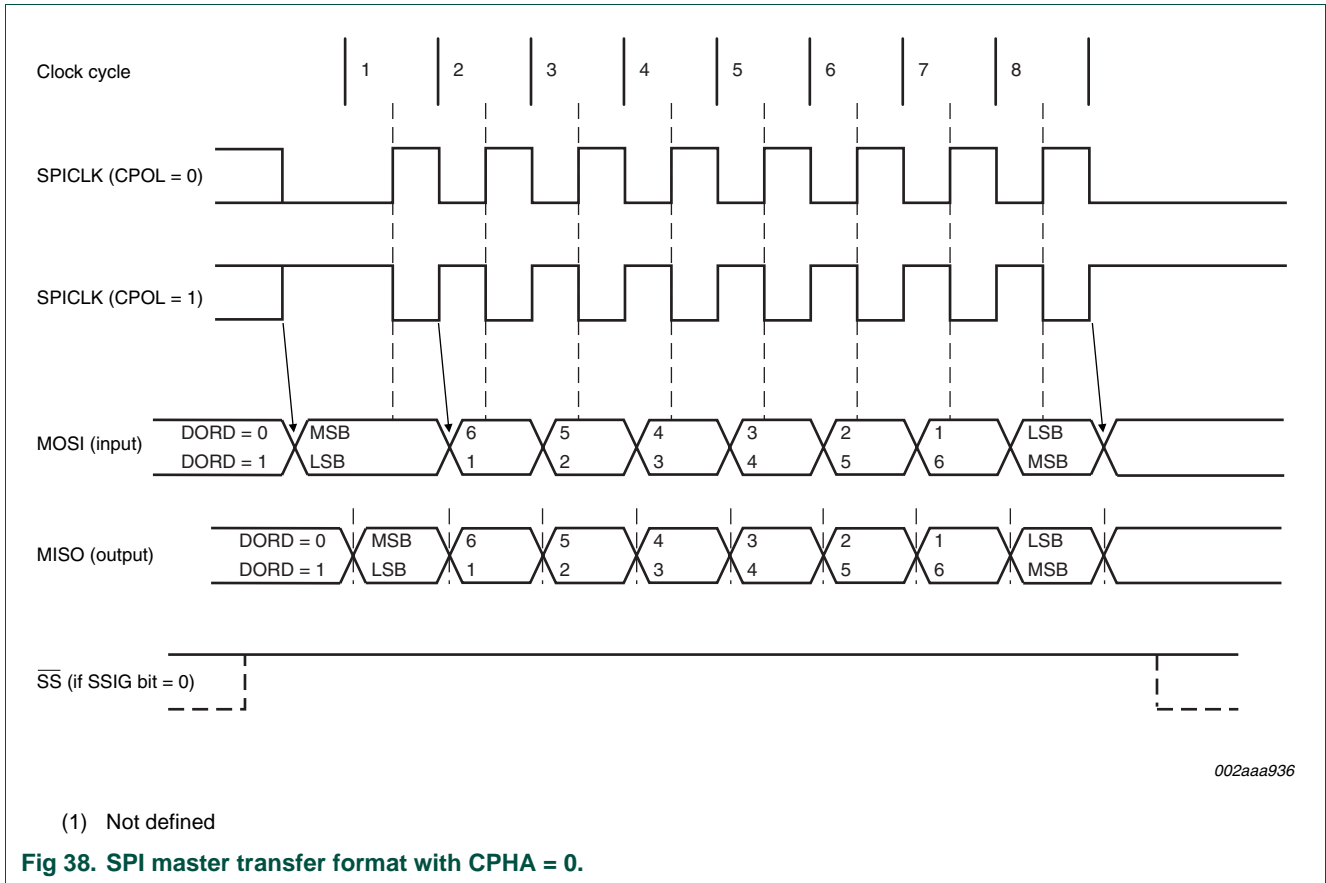 Clock cycle 1 2 3 4 5 6 7 8
SPICLK (CPOL = 0)
SPICLK (CPOL = 1)
MOSI (input)
DORD = 0 MSB 6 5 4 3 2 1 LSB
DORD = 1 LSB 1 2 3 4 5 6 MSB
MISO (output)
DORD = 0 MSB 6 5 4 3 2 1 LSB
DORD = 1 LSB 1 2 3 4 5 6 MSB
S̅S̅ (if SSIG bit = 0)
002aaa936
(1) Not defined
Fig 38. SPI master transfer format with CPHA = 0.